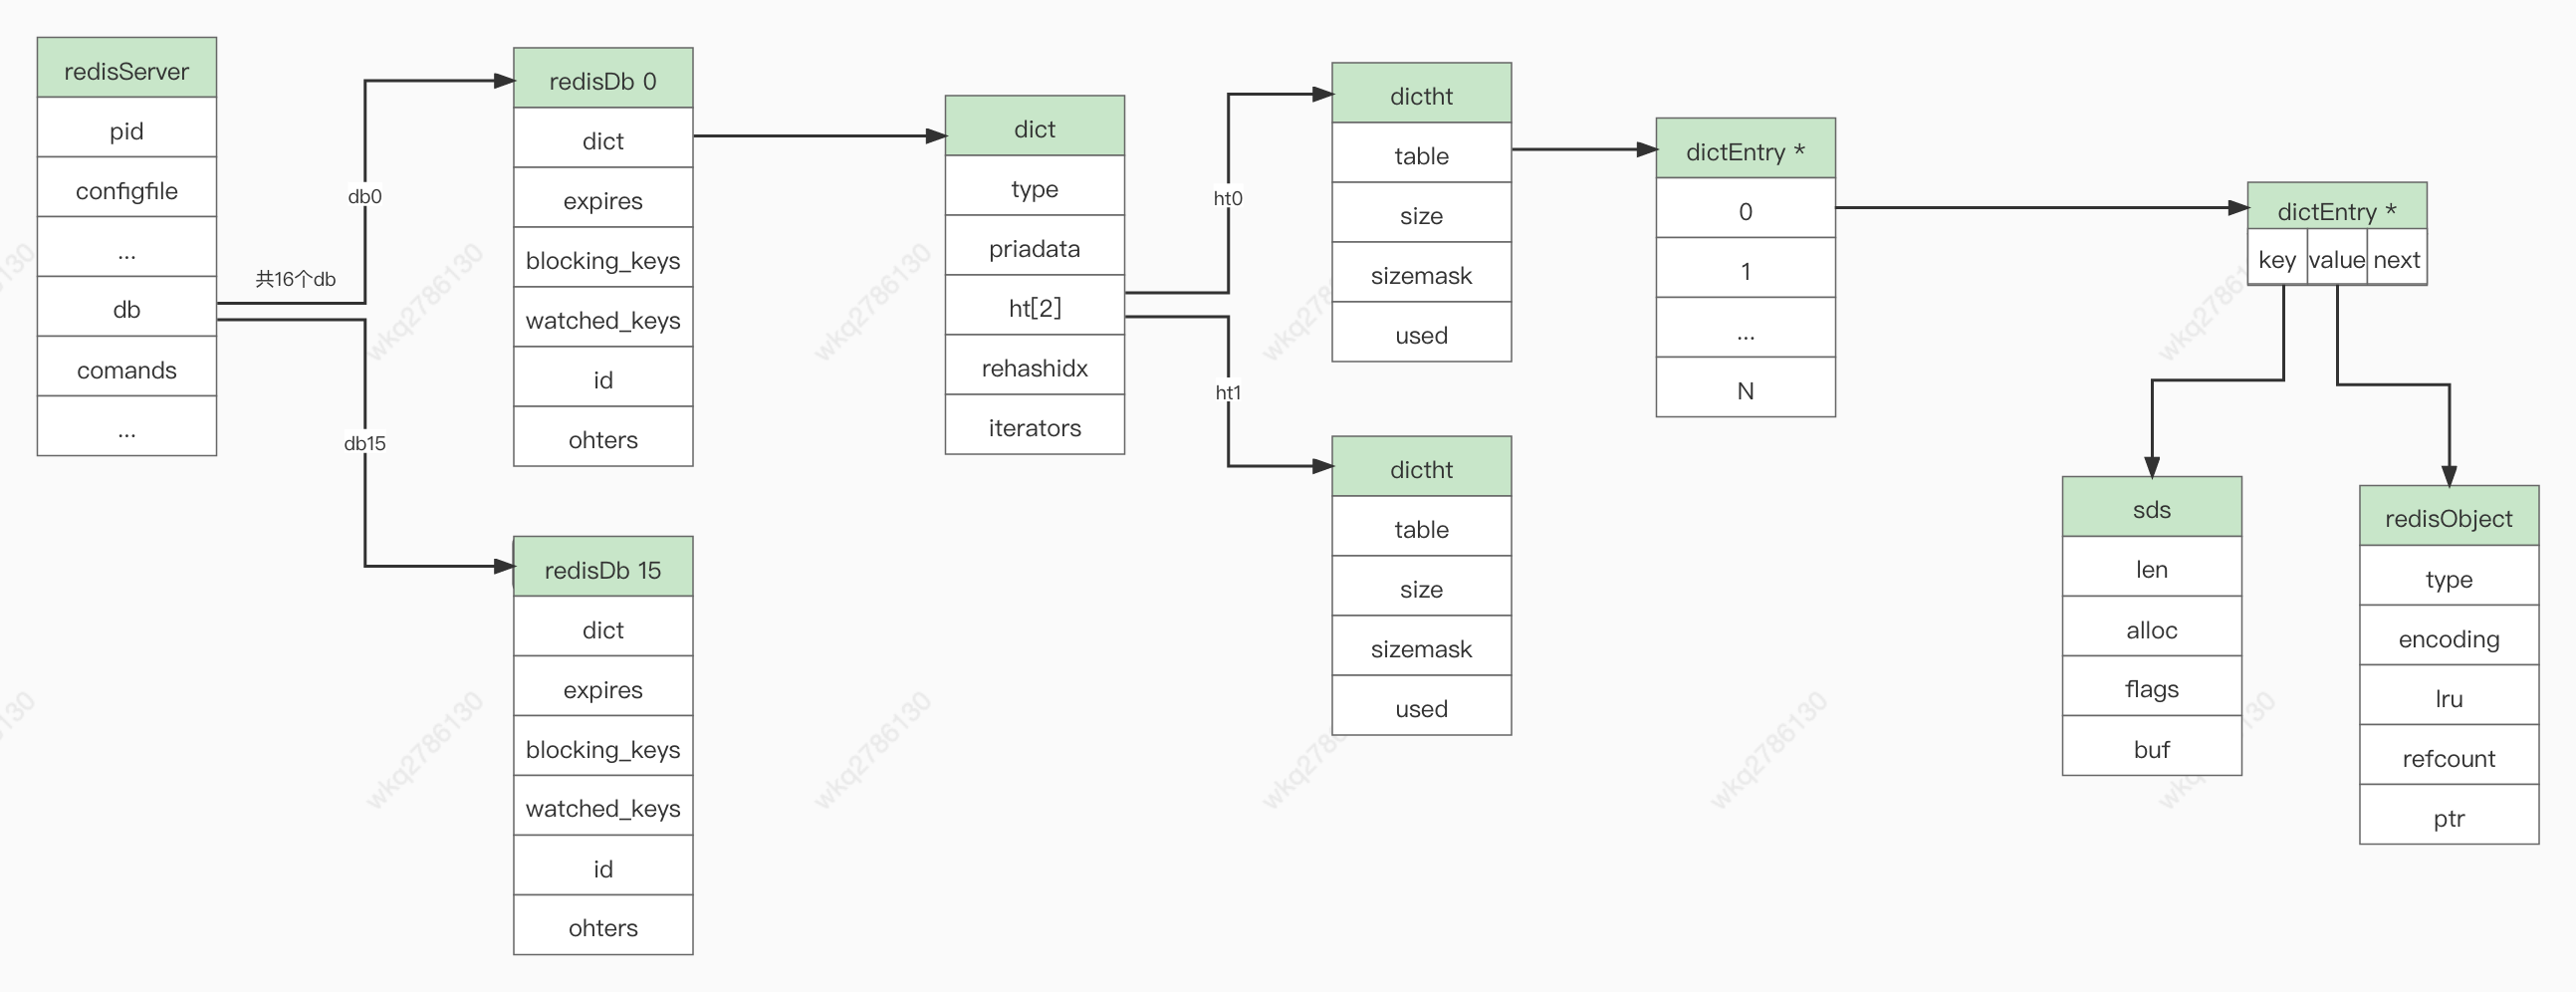 redisServer
pid
configfile
...
db
comands
...
共16个db
db0
db15
redisDb 0
dict
expires
blocking_keys
watched_keys
id
ohters
redisDb 15
dict
expires
blocking_keys
watched_keys
id
ohters
dict
type
priadata
ht[2]
rehashidx
iterators
ht0
ht1
dictht
table
size
sizemask
used
dictht
table
size
sizemask
used
dictEntry *
0
1
...
N
dictEntry *
key value next
sds
len
alloc
flags
buf
redisObject
type
encoding
lru
refcount
ptr
wkq2786130
wkq2786130
wkq2786130
wkq2786130
wkq2786130